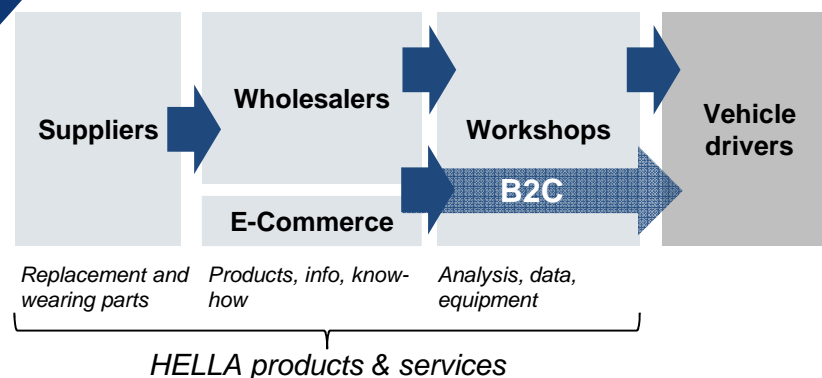 Suppliers
Wholesalers
E-Commerce
Workshops
B2C
Vehicle
drivers
Replacement and
wearing parts
Products, info, know-
how
Analysis, data,
equipment
HELLA products & services